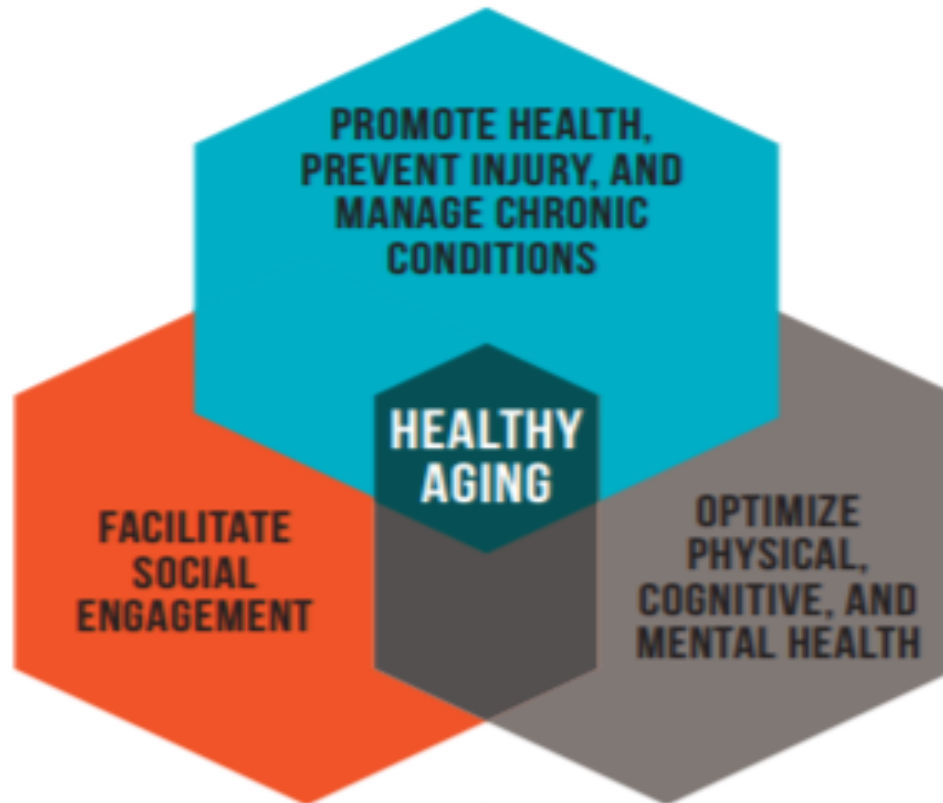 PROMOTE HEALTH,
PREVENT INJURY, AND
MANAGE CHRONIC
CONDITIONS
HEALTHY
AGING
FACILITATE
SOCIAL
ENGAGEMENT
OPTIMIZE
PHYSICAL,
COGNITIVE, AND
MENTAL HEALTH